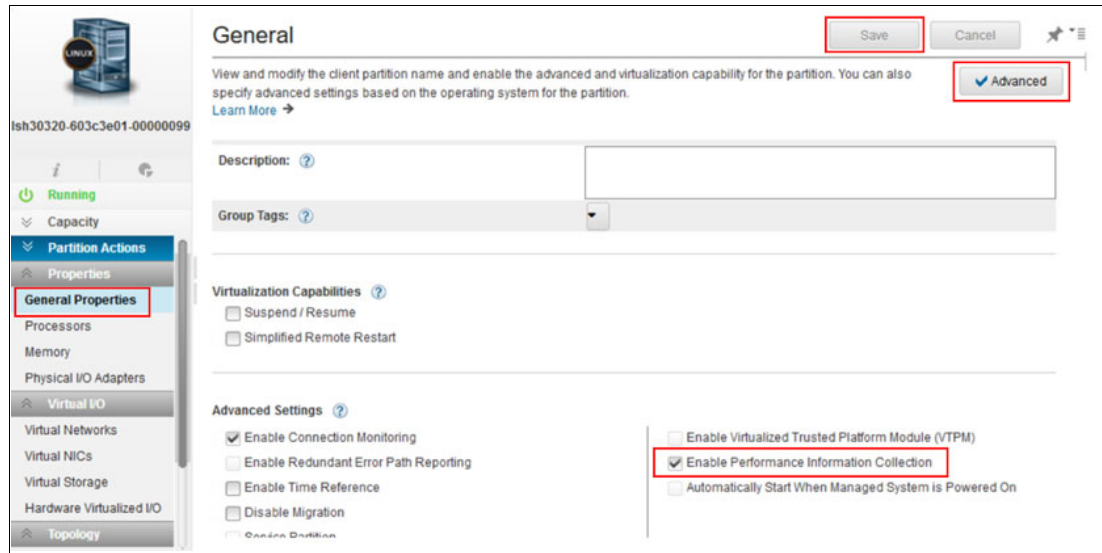 LINUX
lsh30320-603c3e01-00000099
i
Running
Capacity
Partition Actions
Properties
General Properties
Processors
Memory
Physical I/O Adapters
Virtual I/O
Virtual Networks
Virtual NICs
Virtual Storage
Hardware Virtualized I/O
Topology
General
Save
Cancel
View and modify the client partition name and enable the advanced and virtualization capability for the partition. You can also
specify advanced settings based on the operating system for the partition.
Learn More
Advanced
Description: ?
Group Tags: ?
Virtualization Capabilities ?
Suspend / Resume
Simplified Remote Restart
Advanced Settings ?
Enable Connection Monitoring
Enable Redundant Error Path Reporting
Enable Time Reference
Disable Migration
Service Partition
Enable Virtualized Trusted Platform Module (VTPM)
Enable Performance Information Collection
Automatically Start When Managed System is Powered On